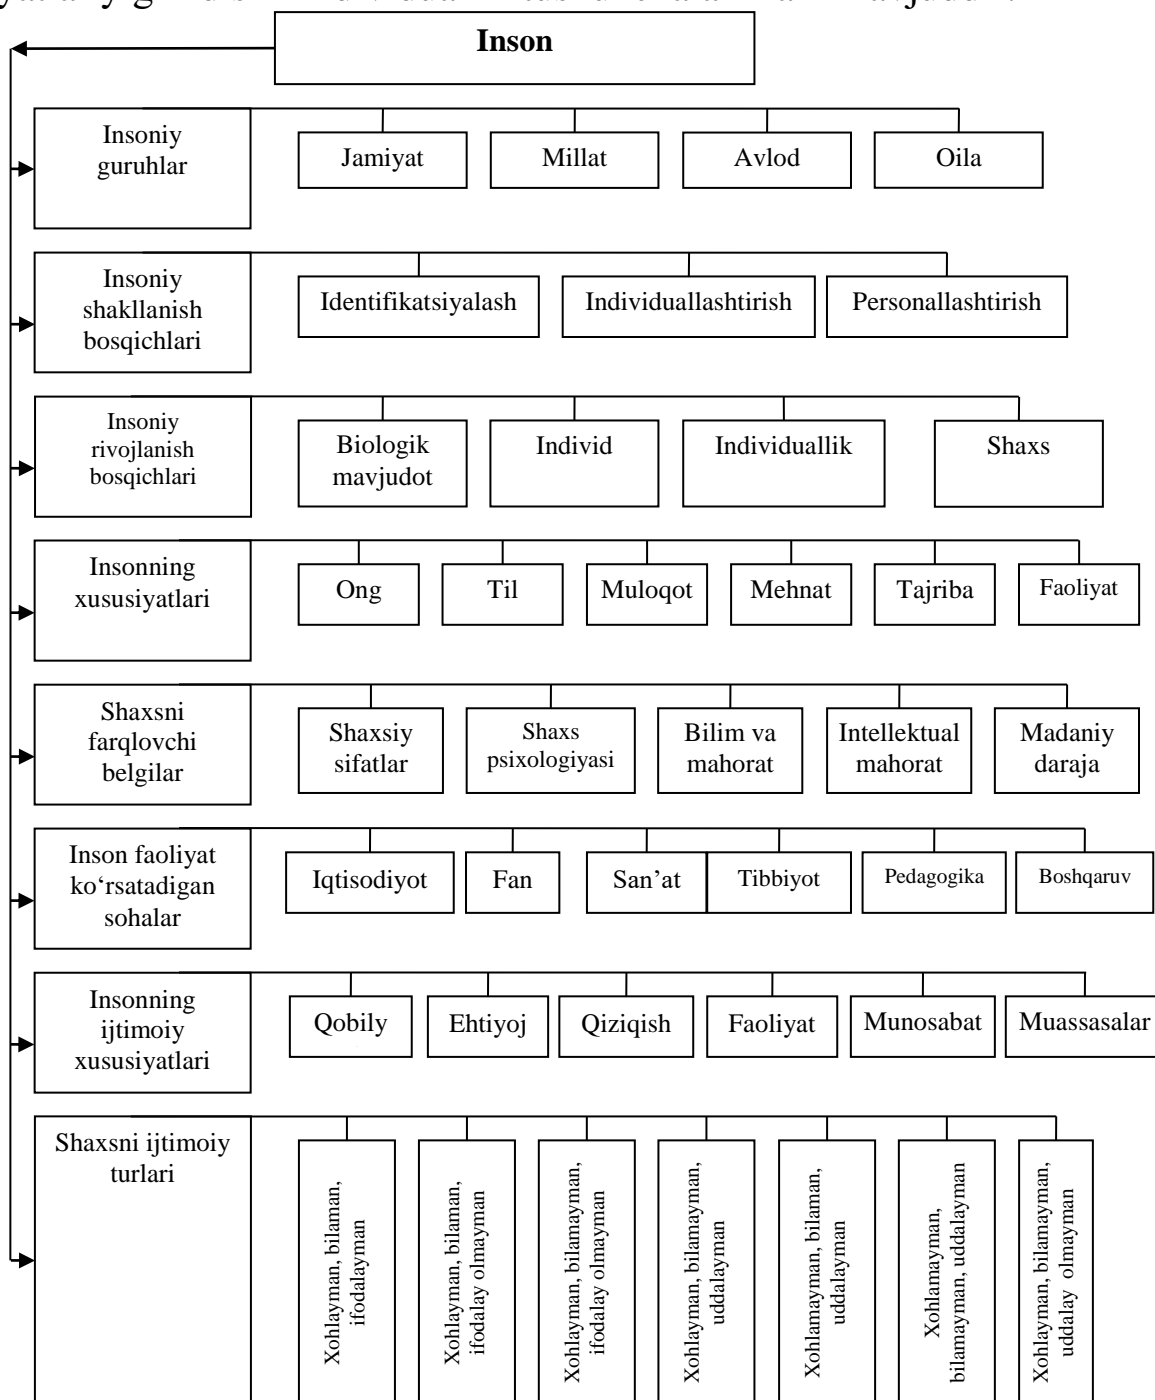 Inson
Insoniy
guruhlar
Jamiyat
Millat
Avlod
Oila
Insoniy
shakllanish
bosqichlari
Identifikatsiyalash
Individuallashtirish
Personallashtirish
Insoniy
rivojlanish
bosqichlari
Biologik
mavjudot
Individ
Individuallik
Shaxs
Insonning
xususiyatlari
Ong
Til
Muloqot
Mehnat
Tajriba
Faoliyat
Shaxsni
farqlovchi
belgilar
Shaxsiy
sifatlar
Shaxs
psixologiyasi
Bilim va
mahorat
Intellektual
mahorat
Madaniy
daraja
Inson faoliyat
ko‘rsatadigan
sohalar
Iqtisodiyot
Fan
San’at
Tibbiyot
Pedagogika
Boshqaruv
Insonning
ijtimoiy
xususiyatlari
Qobily
Ehtiyoj
Qiziqish
Faoliyat
Munosabat
Muassasalar
Shaxsni ijtimoiy
turlari
Xohlayman, bilaman,
ifodalayman
Xohlayman, bilaman,
ifodalay olmayman
Xohlayman, bilamayman,
ifodalay olmayman
Xohlayman, bilamayman,
uddalayman
Xohlamayman, bilaman,
uddalayman
Xohlamayman,
bilamayman, uddalayman
Xohlayman, bilamayman,
uddalay olmayman